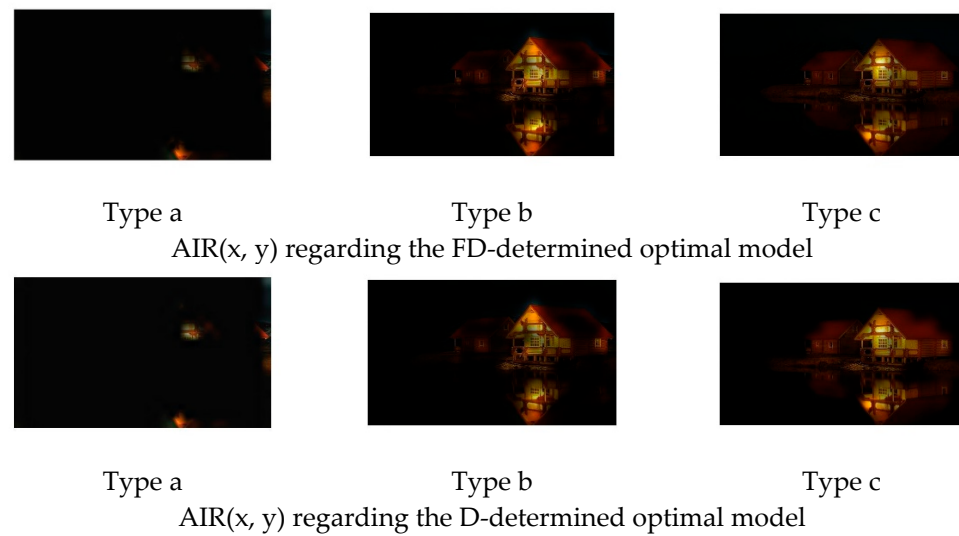 Type a Type b Type c
AIR(x, y) regarding the FD-determined optimal model
Type a Type b Type c
AIR(x, y) regarding the D-determined optimal model